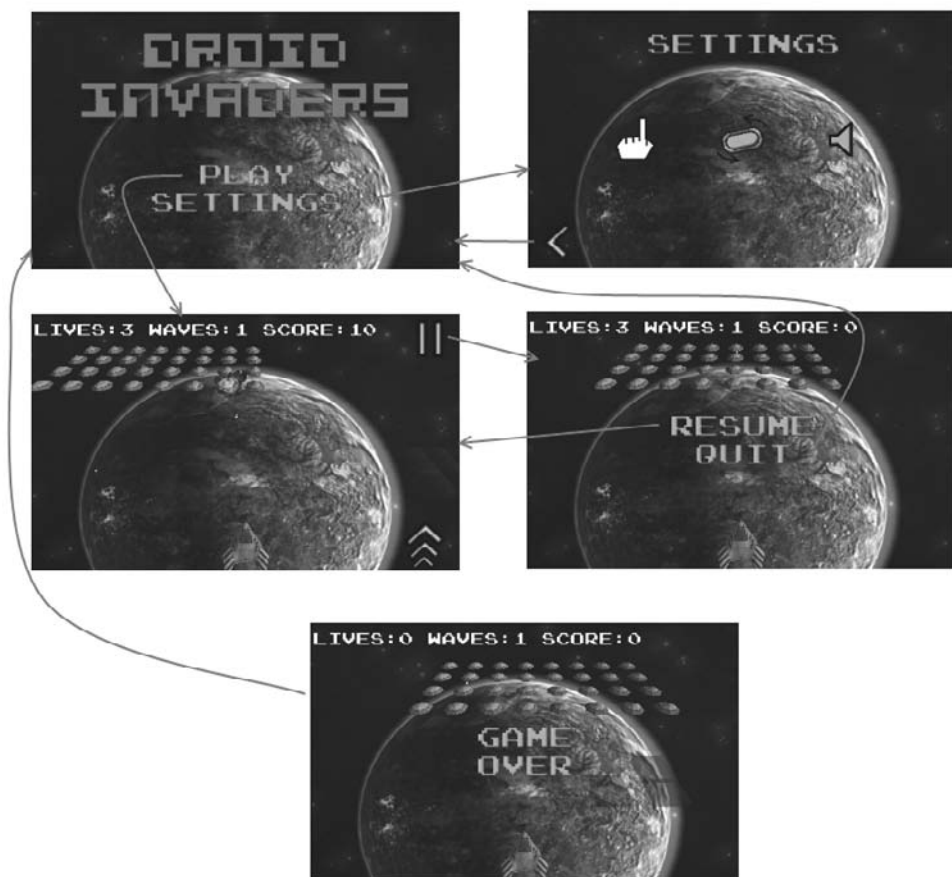 DROID
INVADERS
PLAY
SETTINGS
SETTINGS
LIVES:3 WAVES:1 SCORE:10
LIVES:3 WAVES:1 SCORE:0
RESUME
QUIT
LIVES:0 WAVES:1 SCORE:0
GAME
OVER